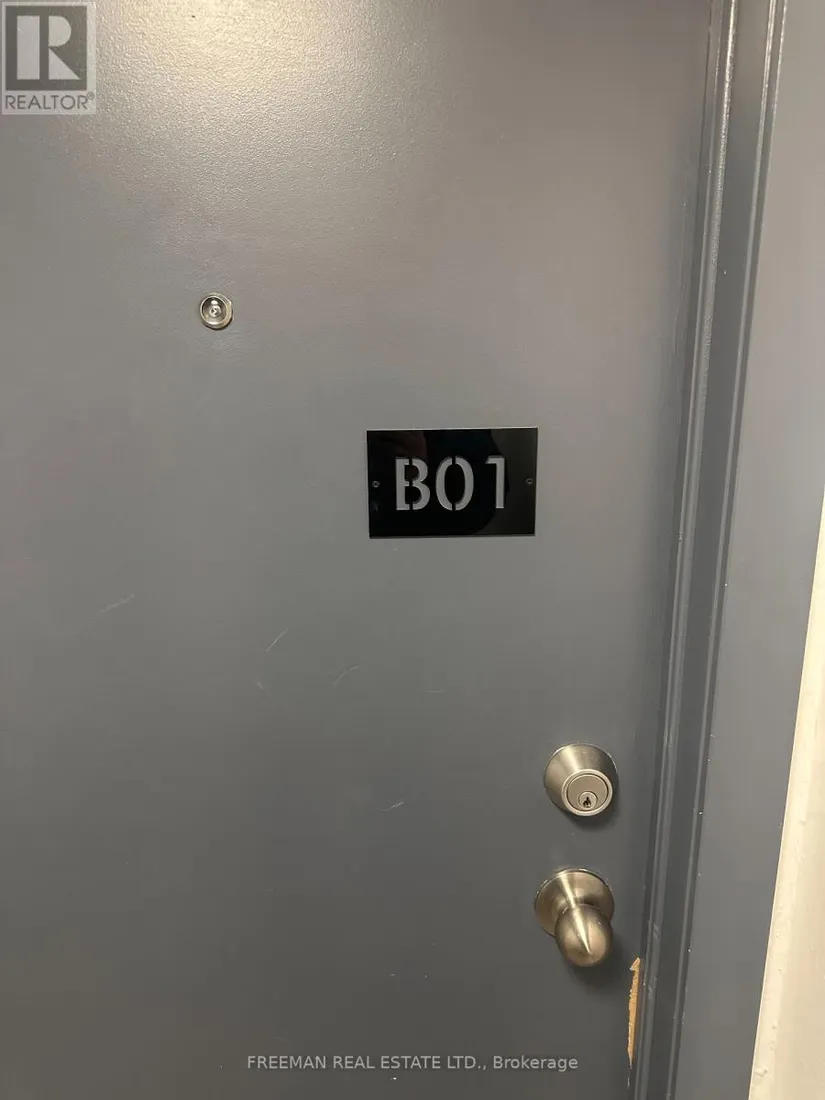 R
REALTOR®
B01
FREEMAN REAL ESTATE LTD., Brokerage